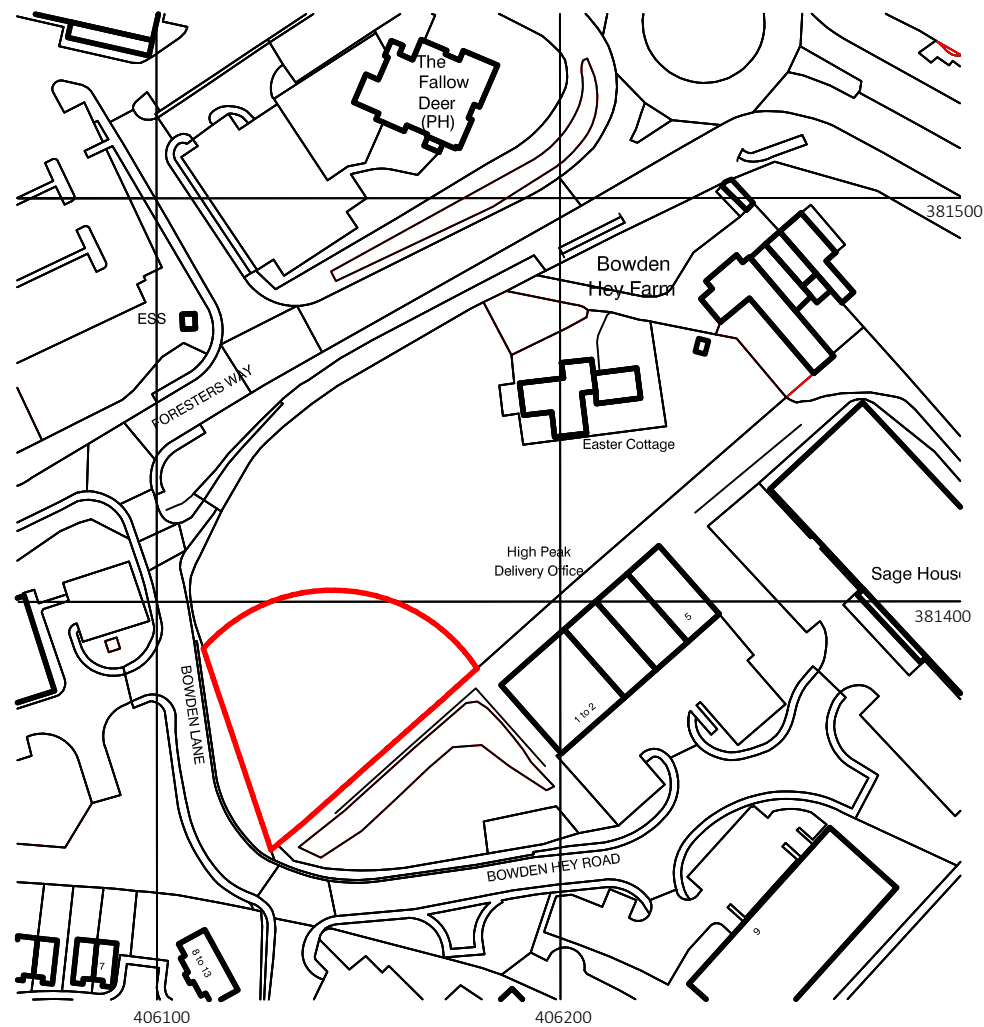 The
Fallow
Deer
(PH)
381500
Bowden
Hey Farm
ESS
FORESTERS WAY
Easter Cottage
High Peak
Delivery Office
Sage Hous
381400
5
BOWDEN LANE
1 to 2
BOWDEN HEY ROAD
9
8 to 13
7
406100
406200